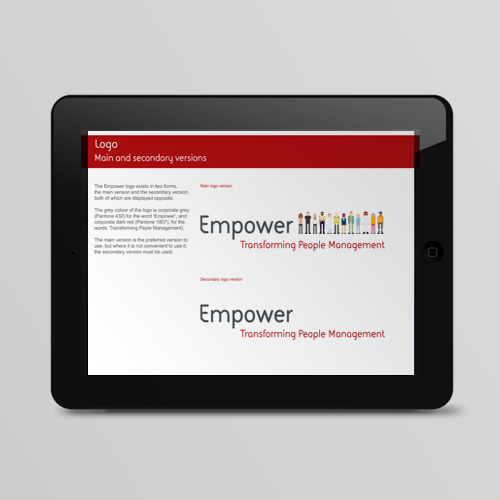 Logo
Main and secondary versions
The Empower logo exists in two forms,
the main version and the secondary version,
both of which are displayed opposite.
The grey colour of the logo is corporate grey
(Pantone 432) for the word 'Empower', and
corporate dark red (Pantone 1807), for the
words 'Transforming Peple Management').
The main version is the preferred version to
use, but where it is not convenient to use it,
the secondary version must be used.
Main logo version
Empower
Transforming People Management
Secondary logo version
Empower
Transforming People Management